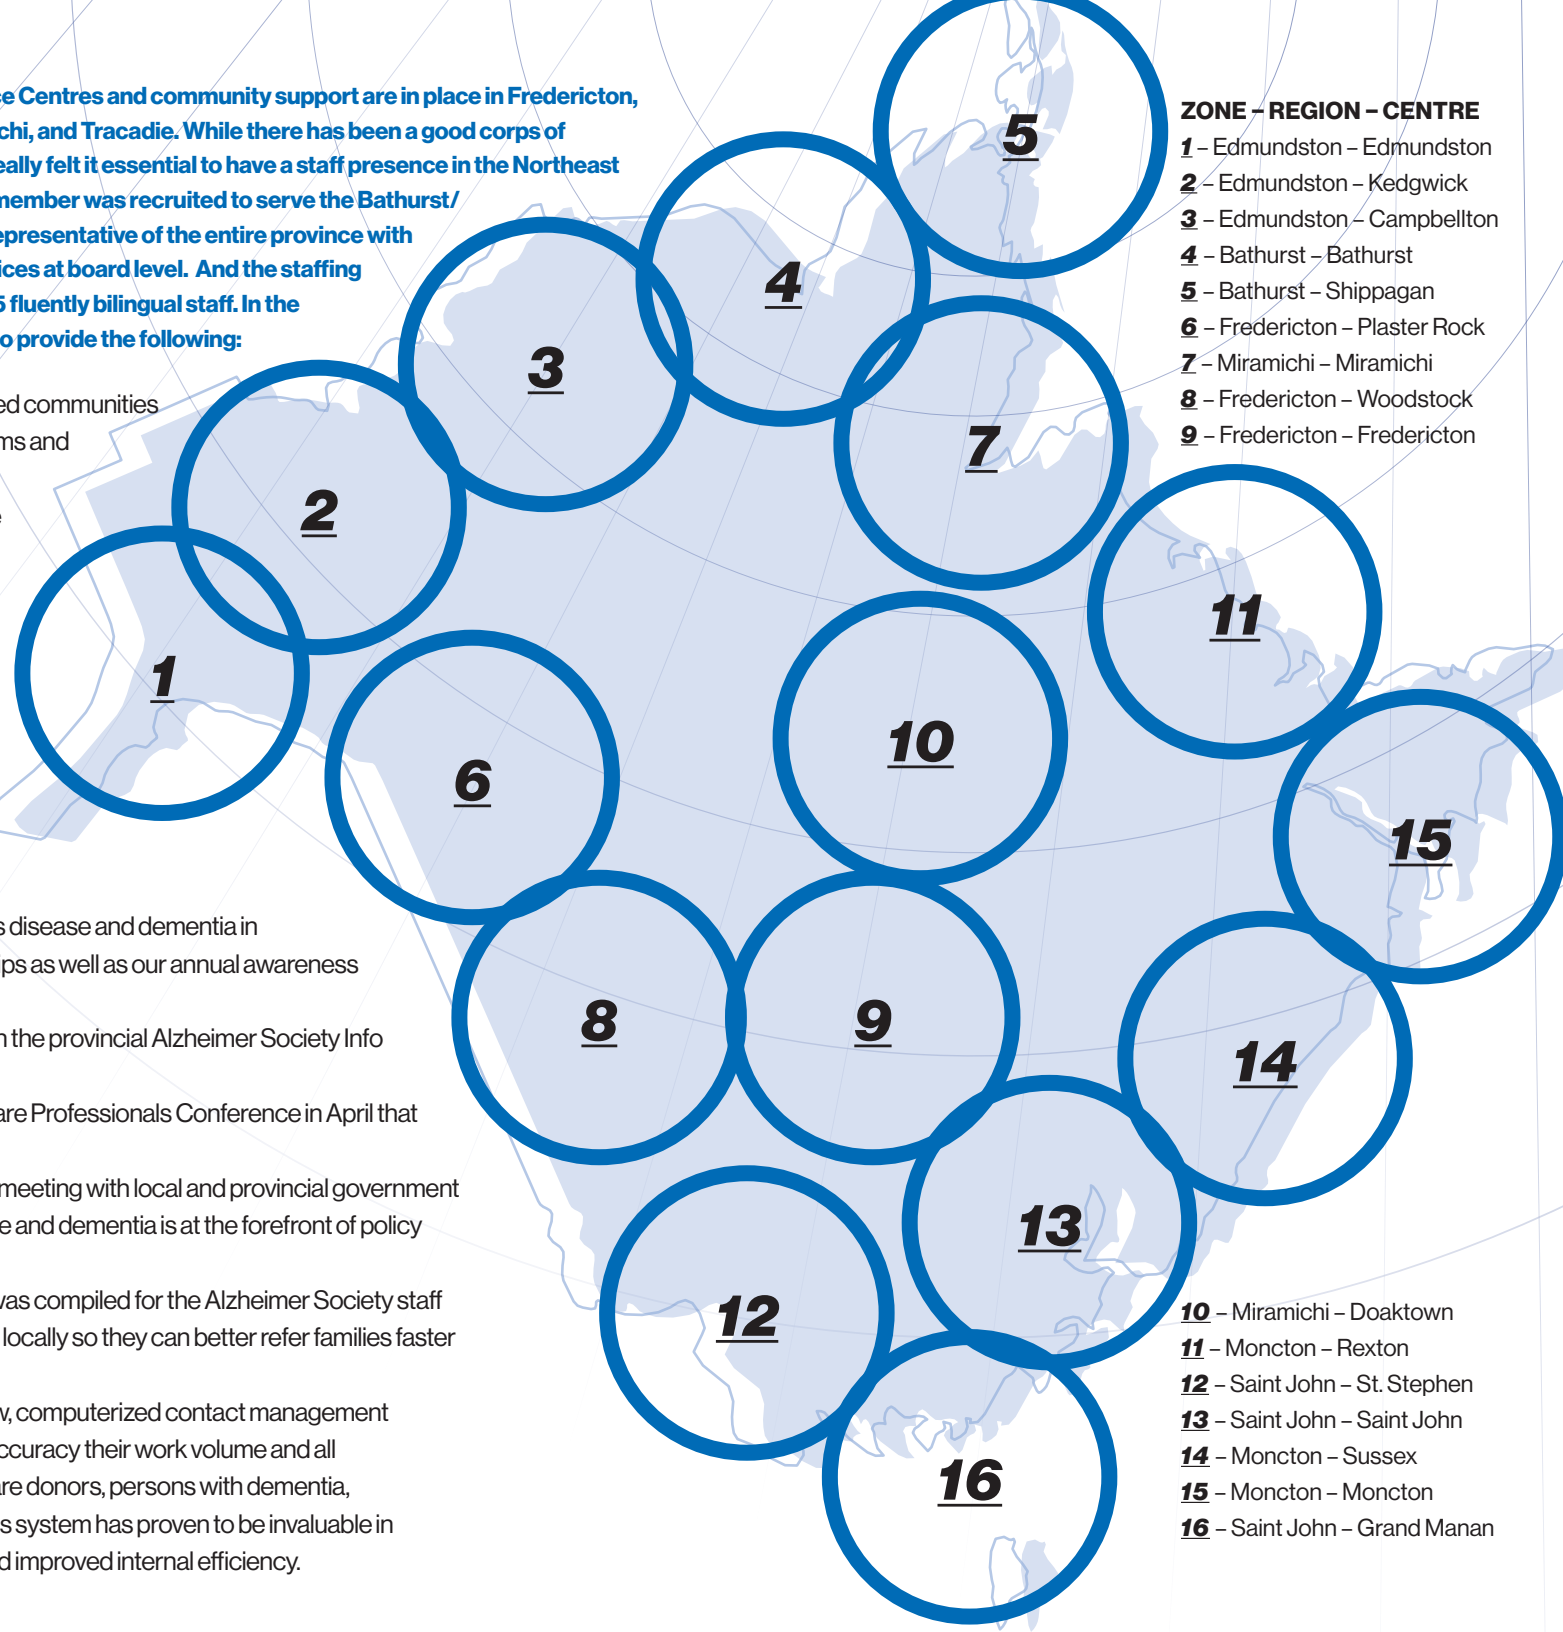 ce Centres and community support are in place in Fredericton,
chi, and Tracadie. While there has been a good corps of
eally felt it essential to have a staff presence in the Northeast
member was recruited to serve the Bathurst/
epresentative of the entire province with
ices at board level. And the staffing
5 fluently bilingual staff. In the
o provide the following:
ed communities
ms and
e
s disease and dementia in
ips as well as our annual awareness
n the provincial Alzheimer Society Info
are Professionals Conference in April that
meeting with local and provincial government
e and dementia is at the forefront of policy
was compiled for the Alzheimer Society staff
locally so they can better refer families faster
w, computerized contact management
ccuracy their work volume and all
are donors, persons with dementia,
s system has proven to be invaluable in
d improved internal efficiency.
5
4
3
7
2
11
1
10
6
15
8
9
14
13
12
16
ZONE – REGION – CENTRE
1 – Edmundston – Edmundston
2 – Edmundston – Kedgwick
3 – Edmundston – Campbellton
4 – Bathurst – Bathurst
5 – Bathurst – Shippagan
6 – Fredericton – Plaster Rock
7 – Miramichi – Miramichi
8 – Fredericton – Woodstock
9 – Fredericton – Fredericton
10 – Miramichi – Doaktown
11 – Moncton – Rexton
12 – Saint John – St. Stephen
13 – Saint John – Saint John
14 – Moncton – Sussex
15 – Moncton – Moncton
16 – Saint John – Grand Manan